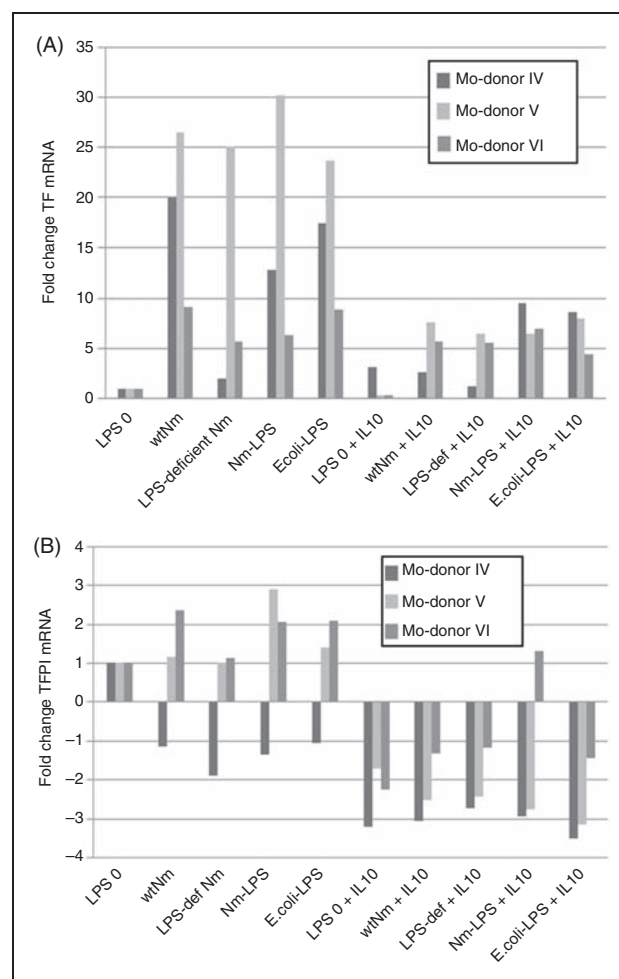 (A)
Fold change TF mRNA
35
30
25
20
15
10
5
0
Mo-donor IV
Mo-donor V
Mo-donor VI
LPS 0
wtNm
LPS-deficient Nm
Nm-LPS
Ecoli-LPS
LPS 0 + IL10
wtNm + IL10
LPS-def + IL10
Nm-LPS + IL10
E.coli-LPS + IL10
(B)
Fold change TFPI mRNA
4
3
2
1
0
–1
–2
–3
–4
Mo-donor IV
Mo-donor V
Mo-donor VI
LPS 0
wtNm
LPS-def Nm
Nm-LPS
E.coli-LPS
LPS 0 + IL10
wtNm + IL10
LPS-def + IL10
Nm-LPS + IL10
E.coli-LPS + IL10